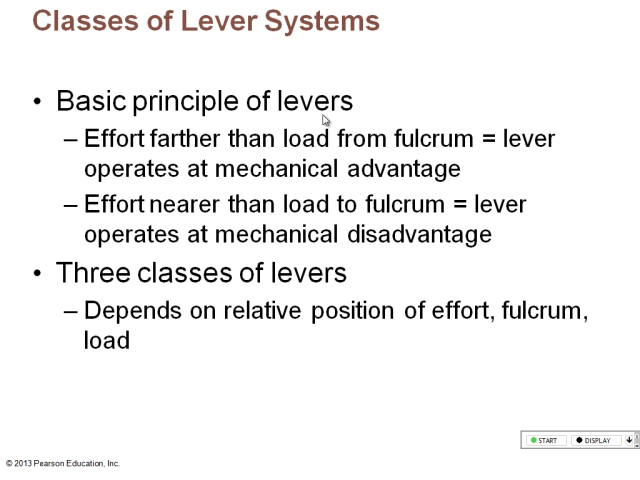 Classes of Lever Systems
• Basic principle of levers
– Effort farther than load from fulcrum = lever
operates at mechanical advantage
– Effort nearer than load to fulcrum = lever
operates at mechanical disadvantage
• Three classes of levers
– Depends on relative position of effort, fulcrum,
load
START DISPLAY
© 2013 Pearson Education, Inc.